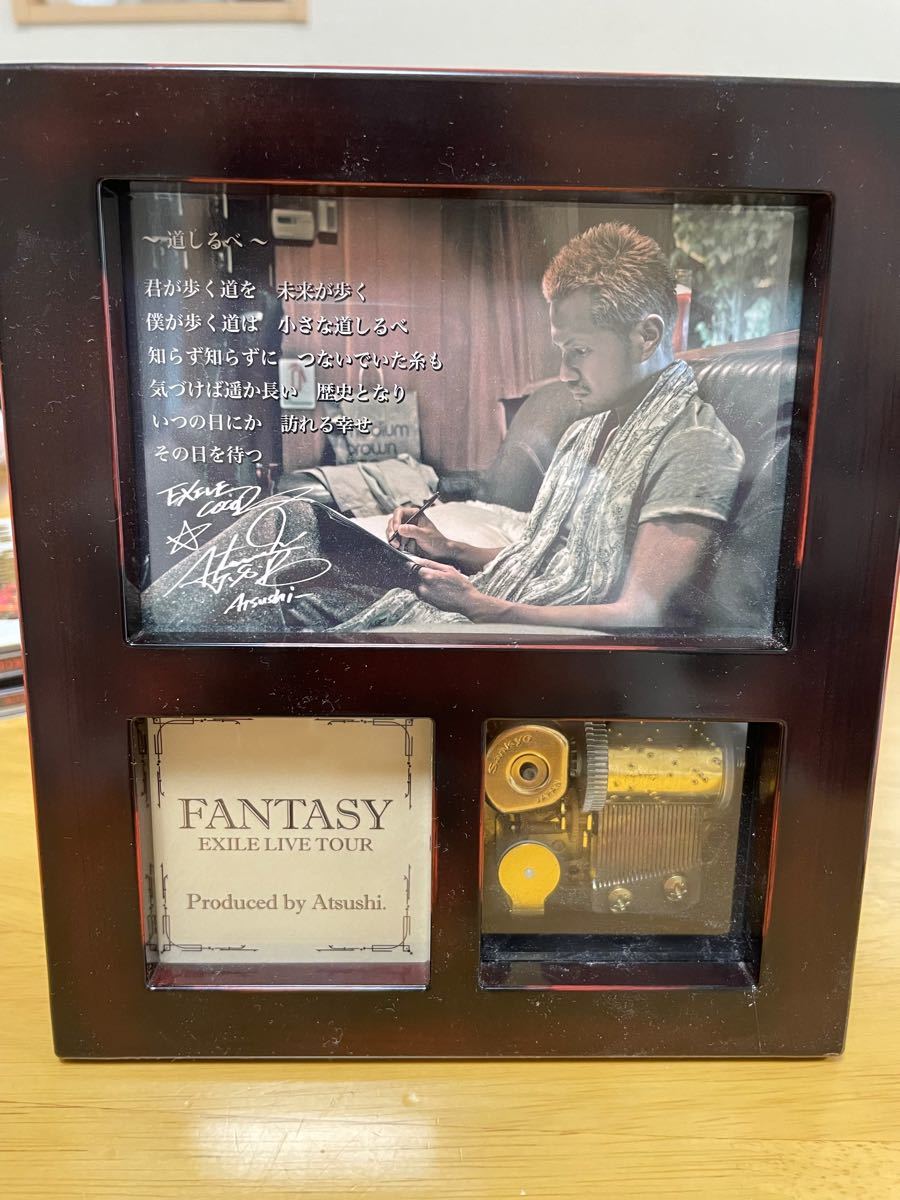 ～ 道しるべ ～
君が歩く道を　未来が歩く
僕が歩く道は　小さな道しるべ
知らず知らずに　つないでいた糸も
気づけば遥か長い　歴史となり
いつの日にか　訪れる幸せ
その日を待つ
EXILE
Atsushi
dium
brown
FANTASY
EXILE LIVE TOUR
Produced by Atsushi.
Sankyo
JAPAN